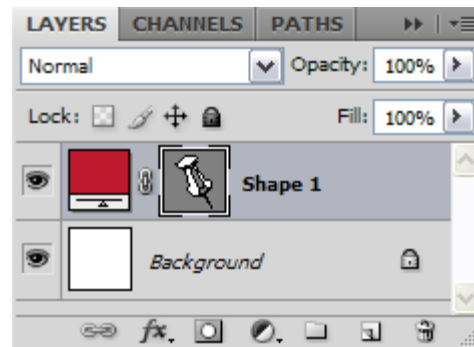 LAYERS CHANNELS PATHS
Normal Opacity: 100%
Lock: Fill: 100%
Shape 1
Background
fx.